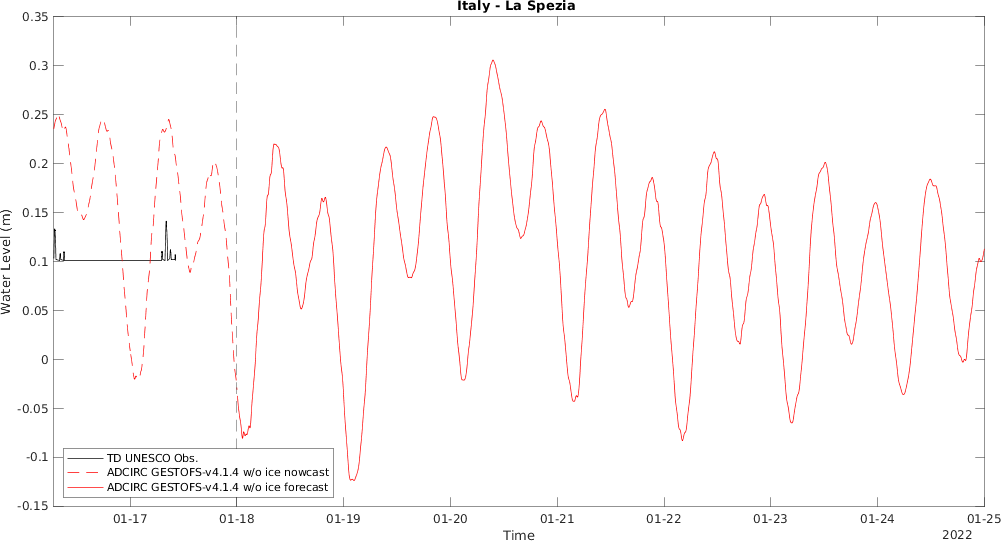 Italy - La Spezia
Water Level (m)
0.35
0.3
0.25
0.2
0.15
0.1
0.05
0
-0.05
-0.1
-0.15
TD UNESCO Obs.
ADCIRC GESTOFS-v4.1.4 w/o ice nowcast
ADCIRC GESTOFS-v4.1.4 w/o ice forecast
01-17 01-18 01-19 01-20 01-21 01-22 01-23 01-24 01-25
Time
2022